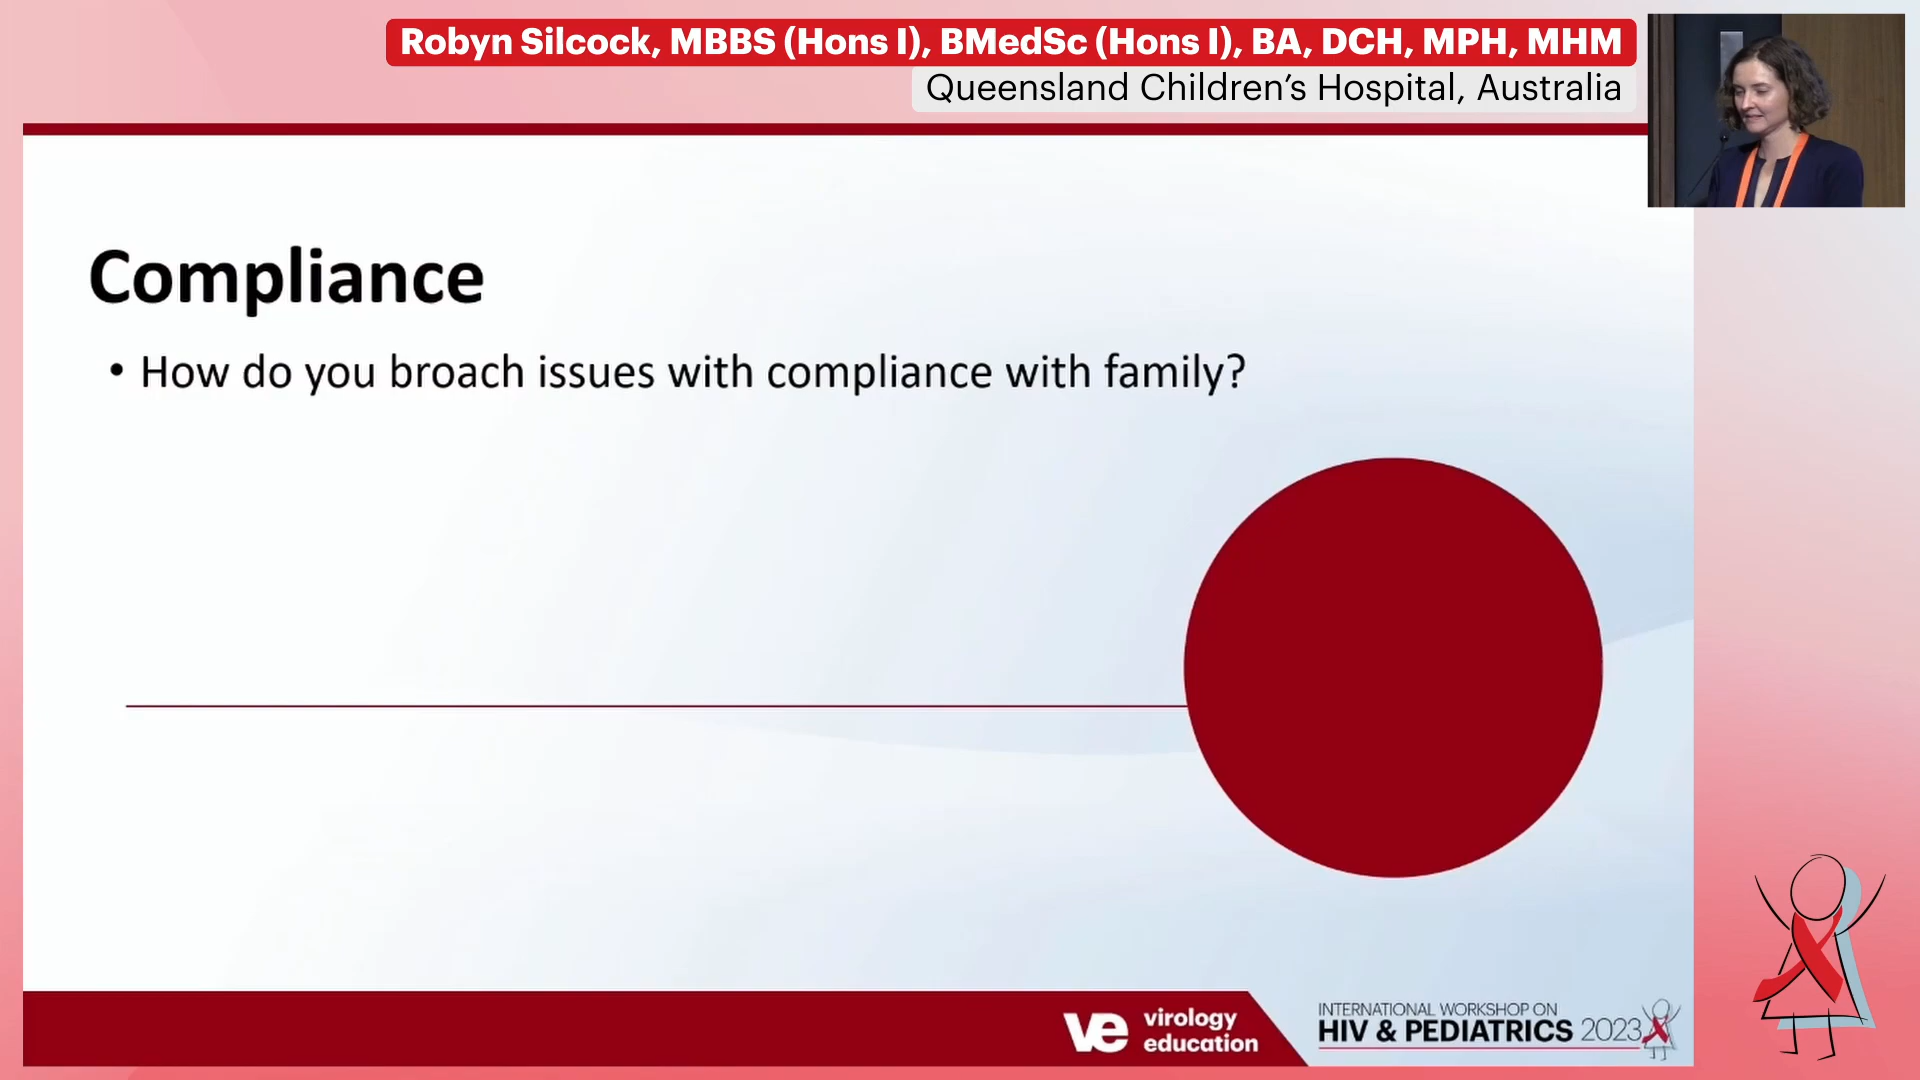 Robyn Silcock, MBBS (Hons I), BMedSc (Hons I), BA, DCH, MPH, MHM
Queensland Children’s Hospital, Australia
Compliance
• How do you broach issues with compliance with family?
ve virology
education
INTERNATIONAL WORKSHOP ON
HIV & PEDIATRICS 2023